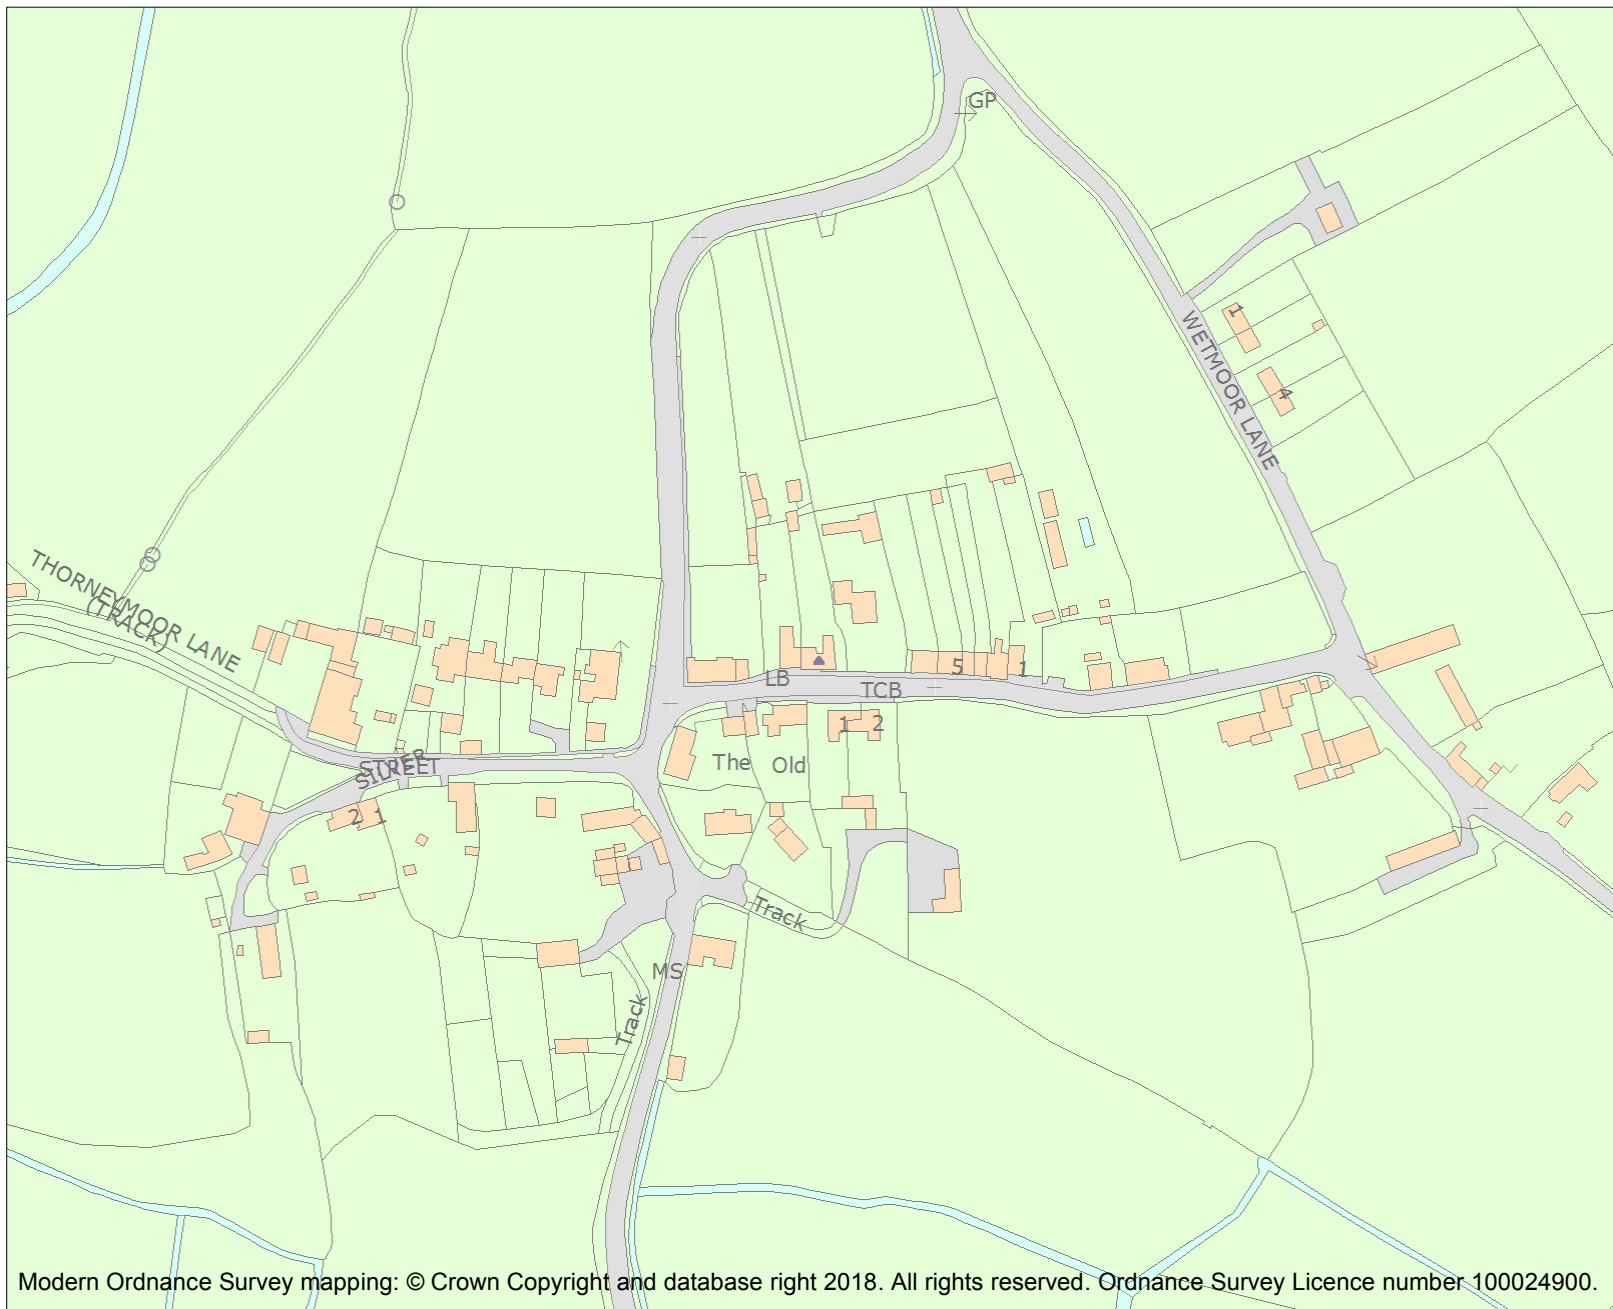 GP
1
WETMOOR LANE
4
THORNEYMOOR LANE
(TRACK)
5
1
LB
TCB
1
2
The Old
SILVER
STREET
2
1
Track
MS
Track
Modern Ordnance Survey mapping: © Crown Copyright and database right 2018. All rights reserved. Ordnance Survey Licence number 100024900.